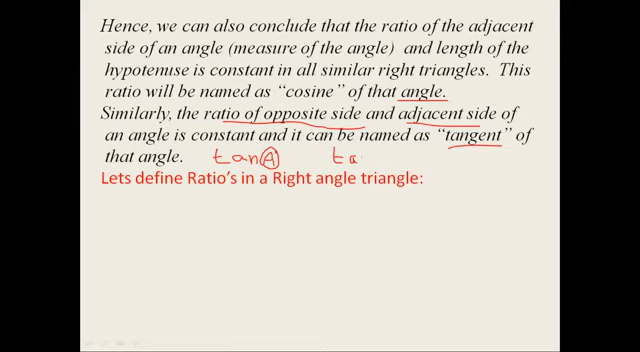 Hence, we can also conclude that the ratio of the adjacent
side of an angle (measure of the angle) and length of the
hypotenuse is constant in all similar right triangles. This
ratio will be named as “cosine” of that angle.
Similarly, the ratio of opposite side and adjacent side of
an angle is constant and it can be named as “tangent” of
that angle. tanA ta
Lets define Ratio's in a Right angle triangle: